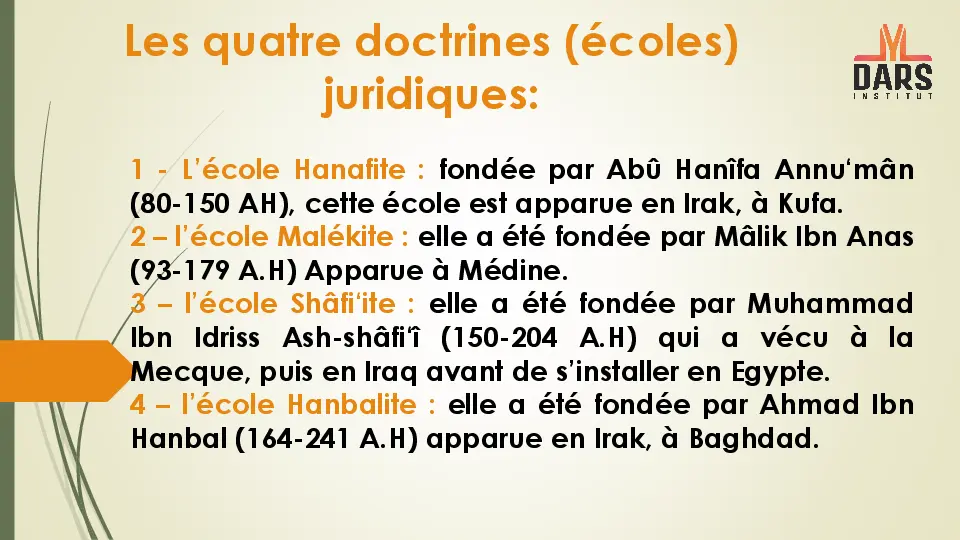 Les quatre doctrines (écoles)
juridiques:
DARS
INSTITUT
1 - L’école Hanafite : fondée par Abû Hanîfa Annu‘mân
(80-150 AH), cette école est apparue en Irak, à Kufa.
2 – l’école Malékite : elle a été fondée par Mâlik Ibn Anas
(93-179 A.H) Apparue à Médine.
3 – l’école Shâfi‘ite : elle a été fondée par Muhammad
Ibn Idriss Ash-shâfi‘î (150-204 A.H) qui a vécu à la
Mecque, puis en Iraq avant de s’installer en Egypte.
4 – l’école Hanbalite : elle a été fondée par Ahmad Ibn
Hanbal (164-241 A.H) apparue en Irak, à Baghdad.